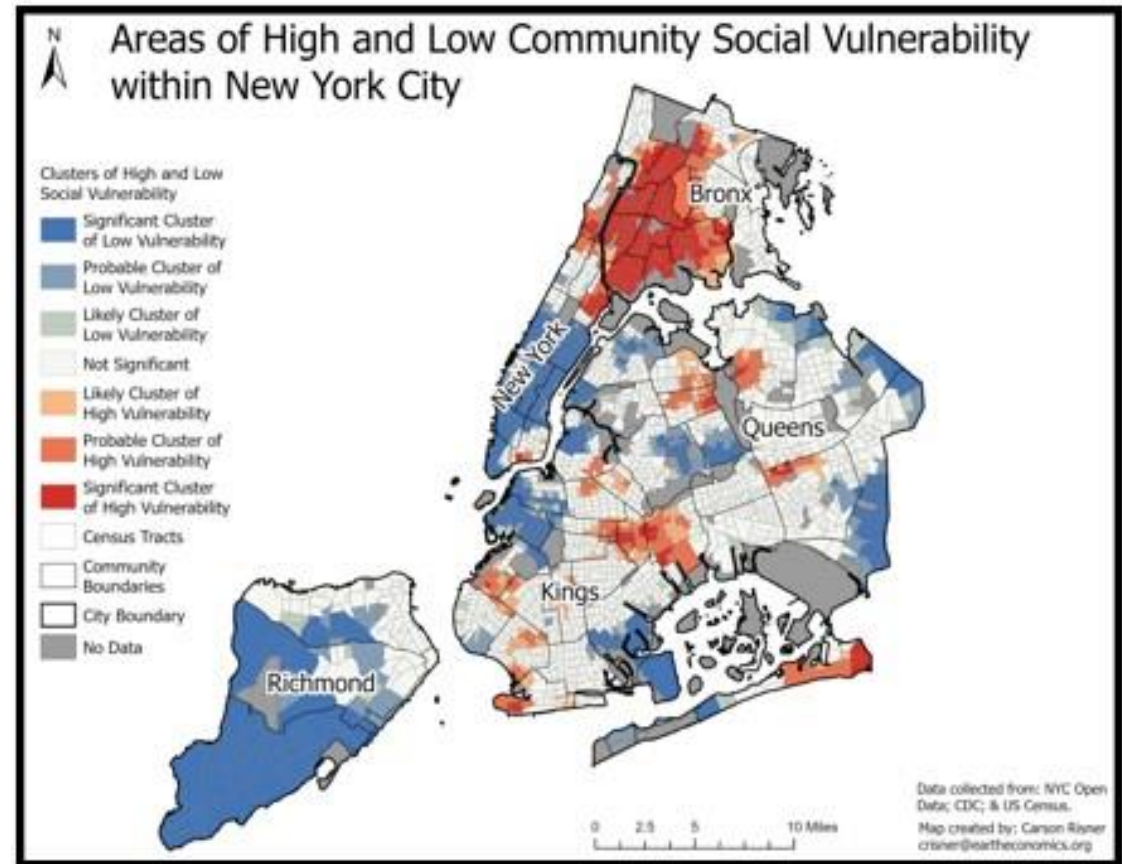 N
Areas of High and Low Community Social Vulnerability
within New York City
Clusters of High and Low
Social Vulnerability
Significant Cluster
of Low Vulnerability
Probable Cluster of
Low Vulnerability
Likely Cluster of
Low Vulnerability
Not Significant
Likely Cluster of
High Vulnerability
Probable Cluster of
High Vulnerability
Significant Cluster
of High Vulnerability
Census Tracts
Community
Boundaries
City Boundary
No Data
Bronx
New York
Queens
Kings
Richmond
0 2.5 5 10 Miles
Data collected from: NYC Open
Data; CDC; & US Census.
Map created by: Carson Risner
crisner@eartheconomics.org